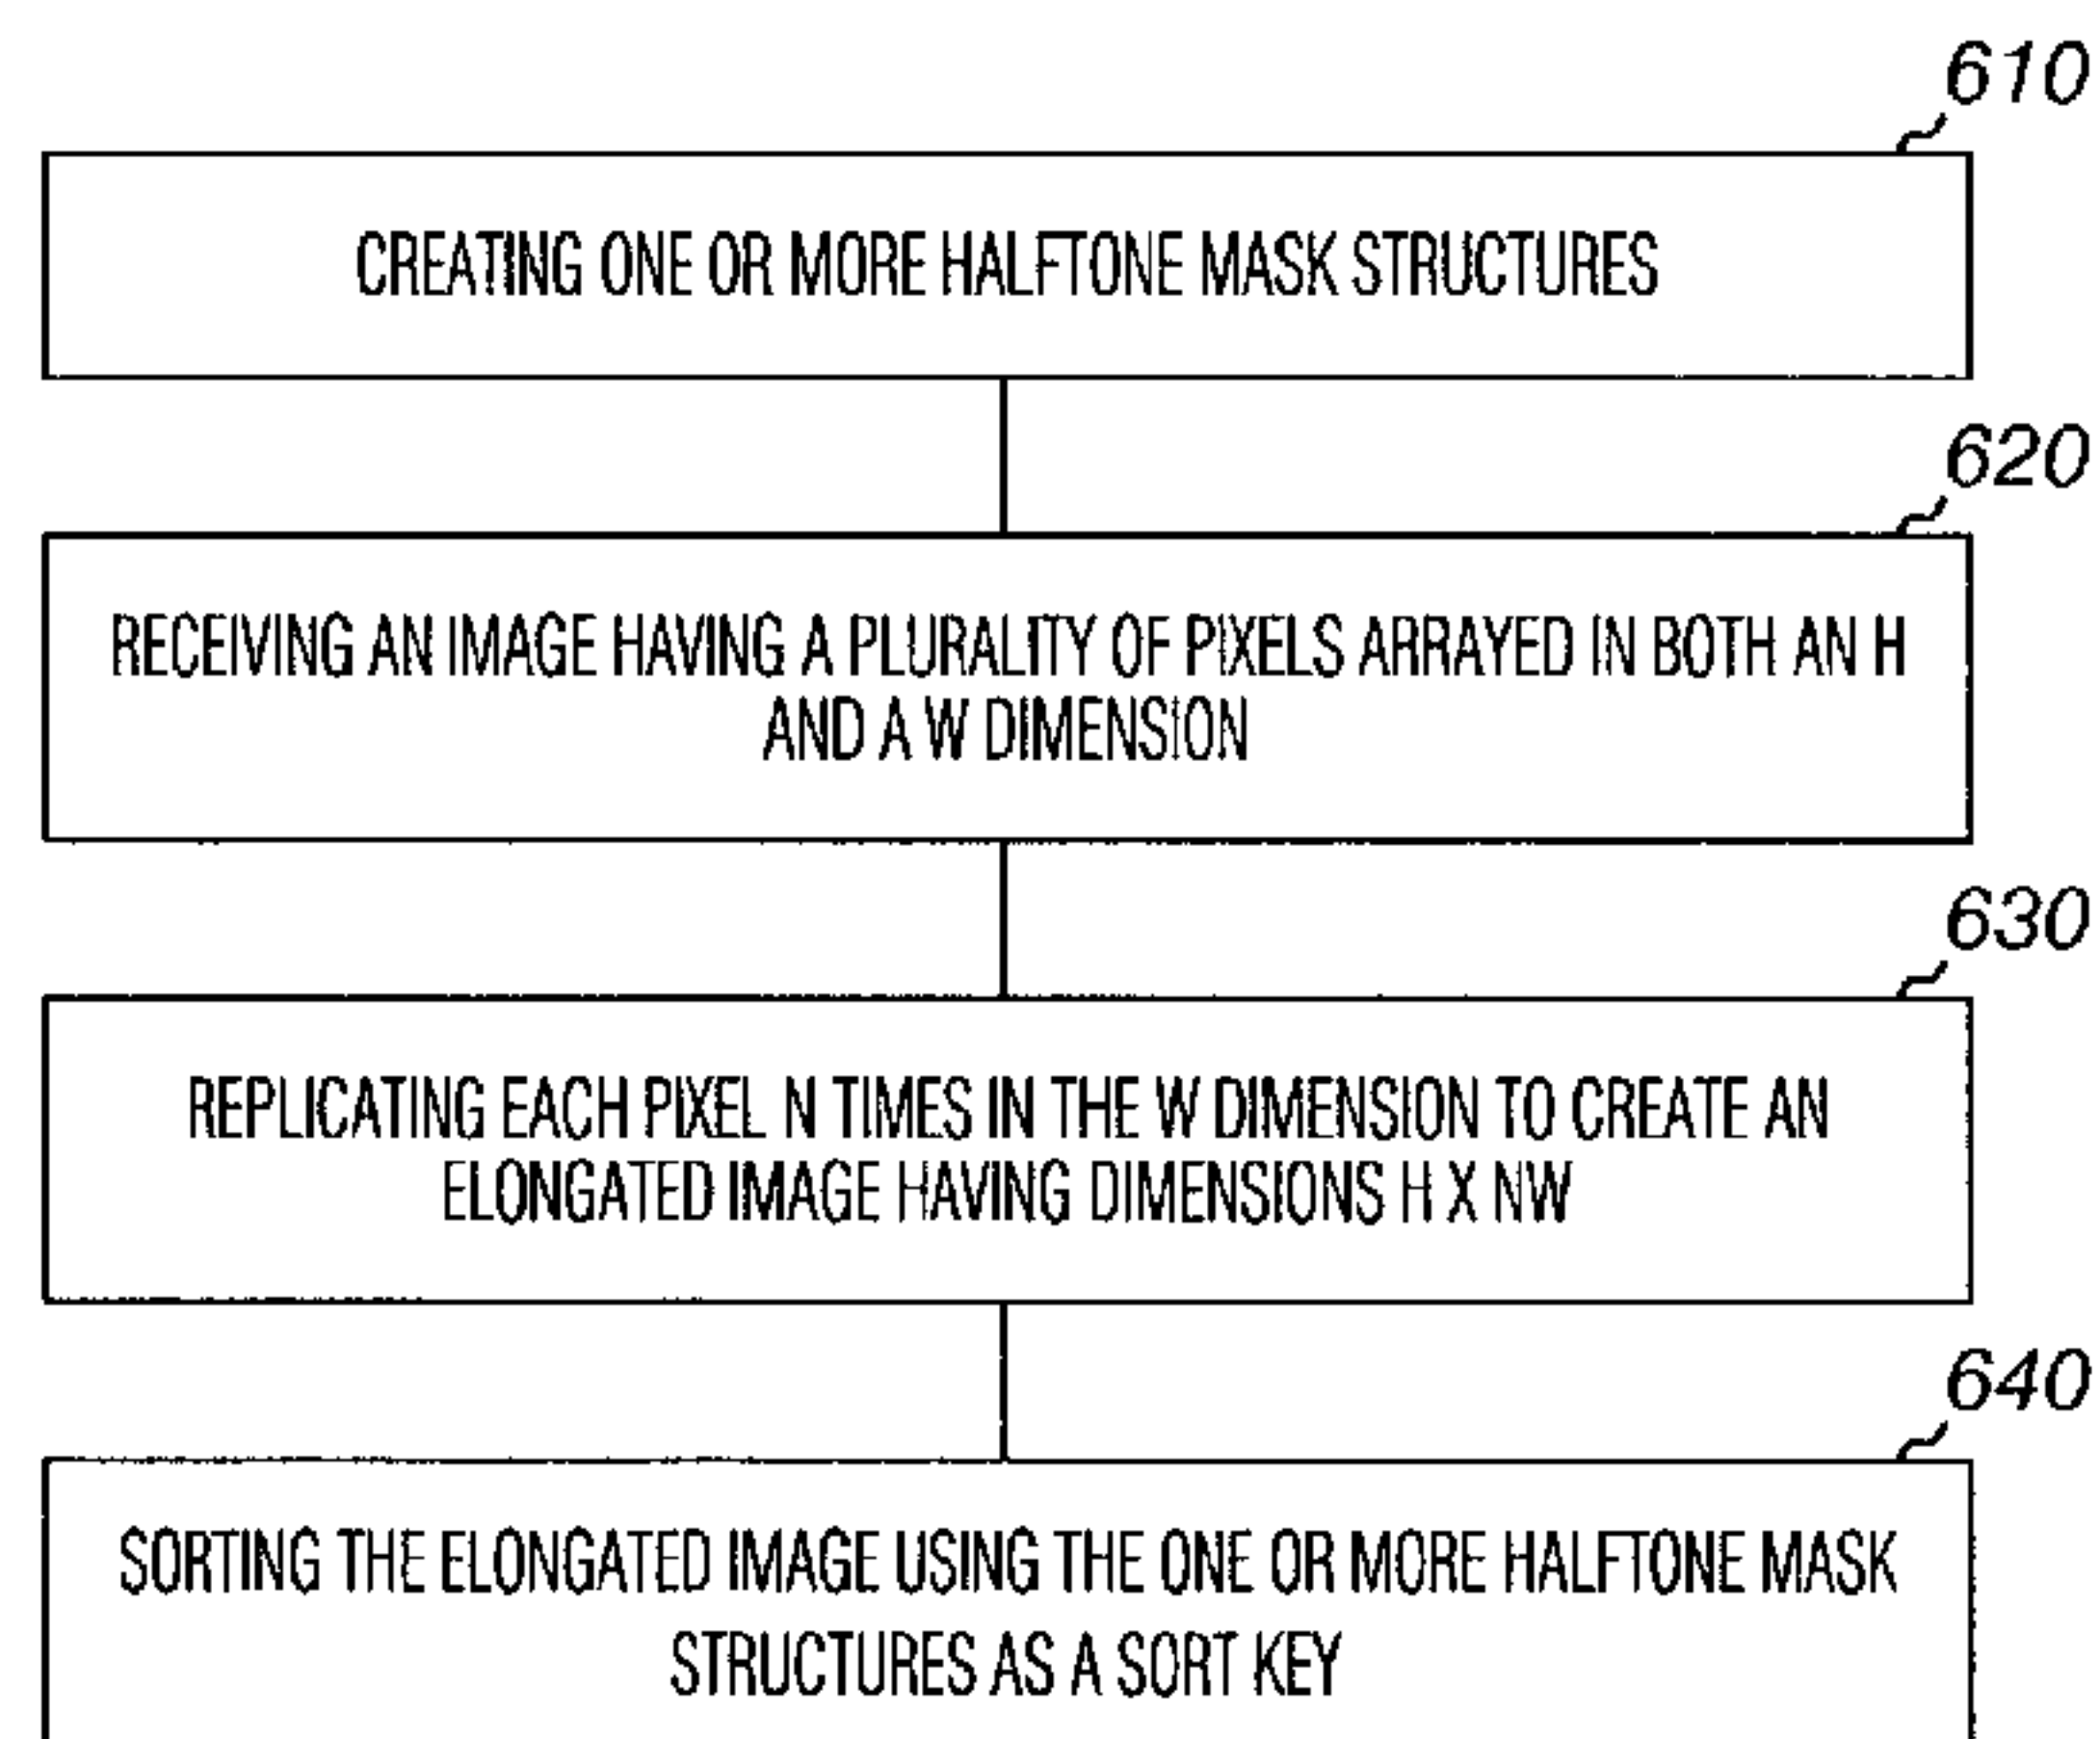 610
CREATING ONE OR MORE HALFTONE MASK STRUCTURES
620
RECEIVING AN IMAGE HAVING A PLURALITY OF PIXELS ARRAYED IN BOTH AN H
AND A W DIMENSION
630
REPLICATING EACH PIXEL N TIMES IN THE W DIMENSION TO CREATE AN
ELONGATED IMAGE HAVING DIMENSIONS H X NW
640
SORTING THE ELONGATED IMAGE USING THE ONE OR MORE HALFTONE MASK
STRUCTURES AS A SORT KEY